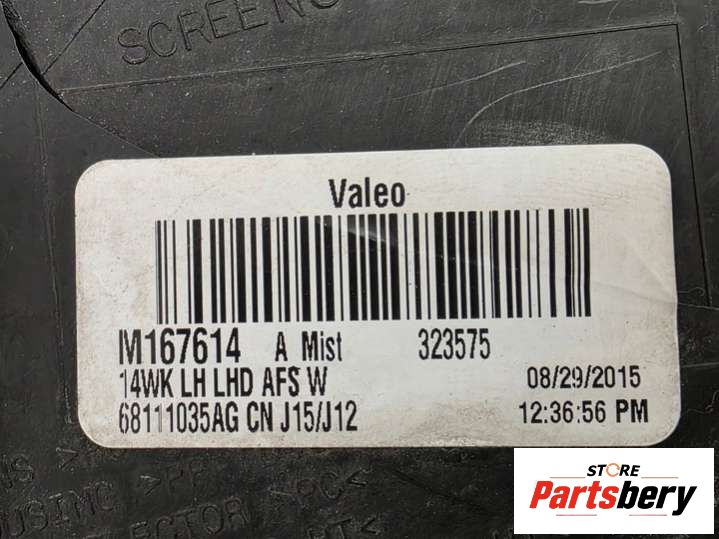 SCREENS
Valeo
M167614 A Mist 323575
14WK LH LHD AFS W 08/29/2015
68111035AG CN J15/J12 12:36:56 PM
STORE
Partsbery